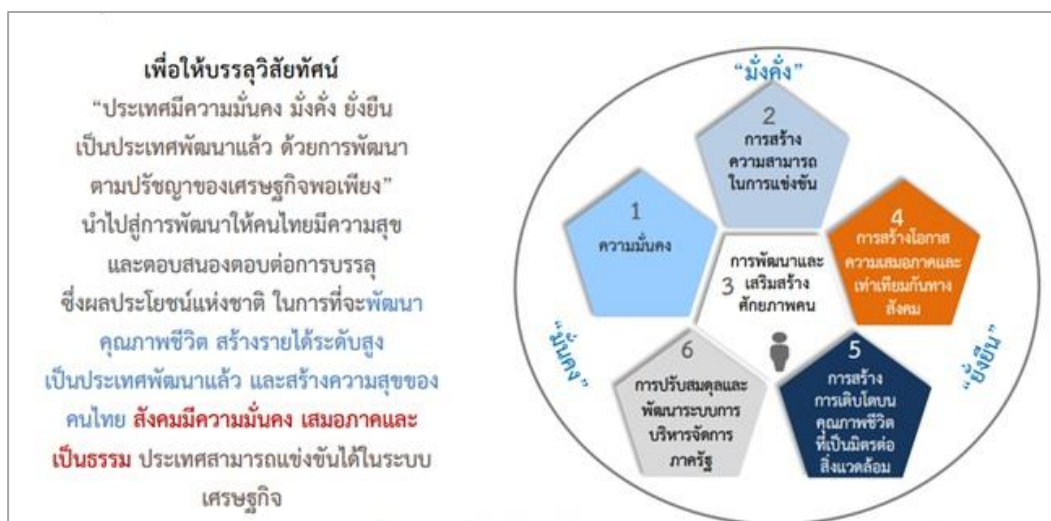 เพื่อให้บรรลุวิสัยทัศน์
“ประเทศมีความมั่นคง มั่งคั่ง ยั่งยืน
เป็นประเทศพัฒนาแล้ว ด้วยการพัฒนา
ตามปรัชญาของเศรษฐกิจพอเพียง”
นำไปสู่การพัฒนาให้คนไทยมีความสุข
และตอบสนองตอบต่อการบรรลุ
ซึ่งผลประโยชน์แห่งชาติ ในการที่จะพัฒนา
คุณภาพชีวิต สร้างรายได้ระดับสูง
เป็นประเทศพัฒนาแล้ว และสร้างความสุขของ
คนไทย สังคมมีความมั่นคง เสมอภาคและ
เป็นธรรม ประเทศสามารถแข่งขันได้ในระบบ
เศรษฐกิจ
“มั่งคั่ง”
2
การสร้าง
ความสามารถ
ในการแข่งขัน
1
ความมั่นคง
การพัฒนาและ
3 เสริมสร้าง
ศักยภาพคน
4
การสร้างโอกาส
ความเสมอภาคและ
เท่าเทียมกันทาง
สังคม
“มั่นคง”
6
การปรับสมดุลและ
พัฒนาระบบการ
บริหารจัดการ
ภาครัฐ
5
การสร้าง
การเติบโตบน
คุณภาพชีวิต
ที่เป็นมิตรต่อ
สิ่งแวดล้อม
“ยั่งยืน”